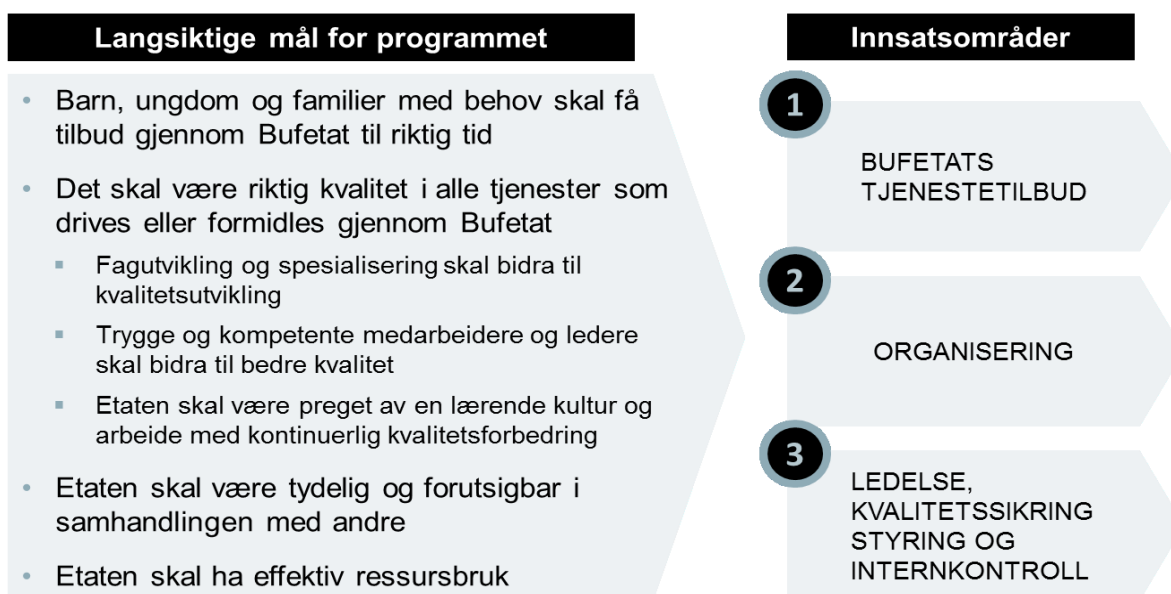 Langsiktige mål for programmet
• Barn, ungdom og familier med behov skal få
tilbud gjennom Bufetat til riktig tid
• Det skal være riktig kvalitet i alle tjenester som
drives eller formidles gjennom Bufetat
▪ Fagutvikling og spesialisering skal bidra til
kvalitetsutvikling
▪ Trygge og kompetente medarbeidere og ledere
skal bidra til bedre kvalitet
▪ Etaten skal være preget av en lærende kultur og
arbeide med kontinuerlig kvalitetsforbedring
• Etaten skal være tydelig og forutsigbar i
samhandlingen med andre
• Etaten skal ha effektiv ressursbruk
Innsatsområder
1
BUFETATS
TJENESTETILBUD
2
ORGANISERING
3
LEDELSE,
KVALITETSSIKRING
STYRING OG
INTERNKONTROLL